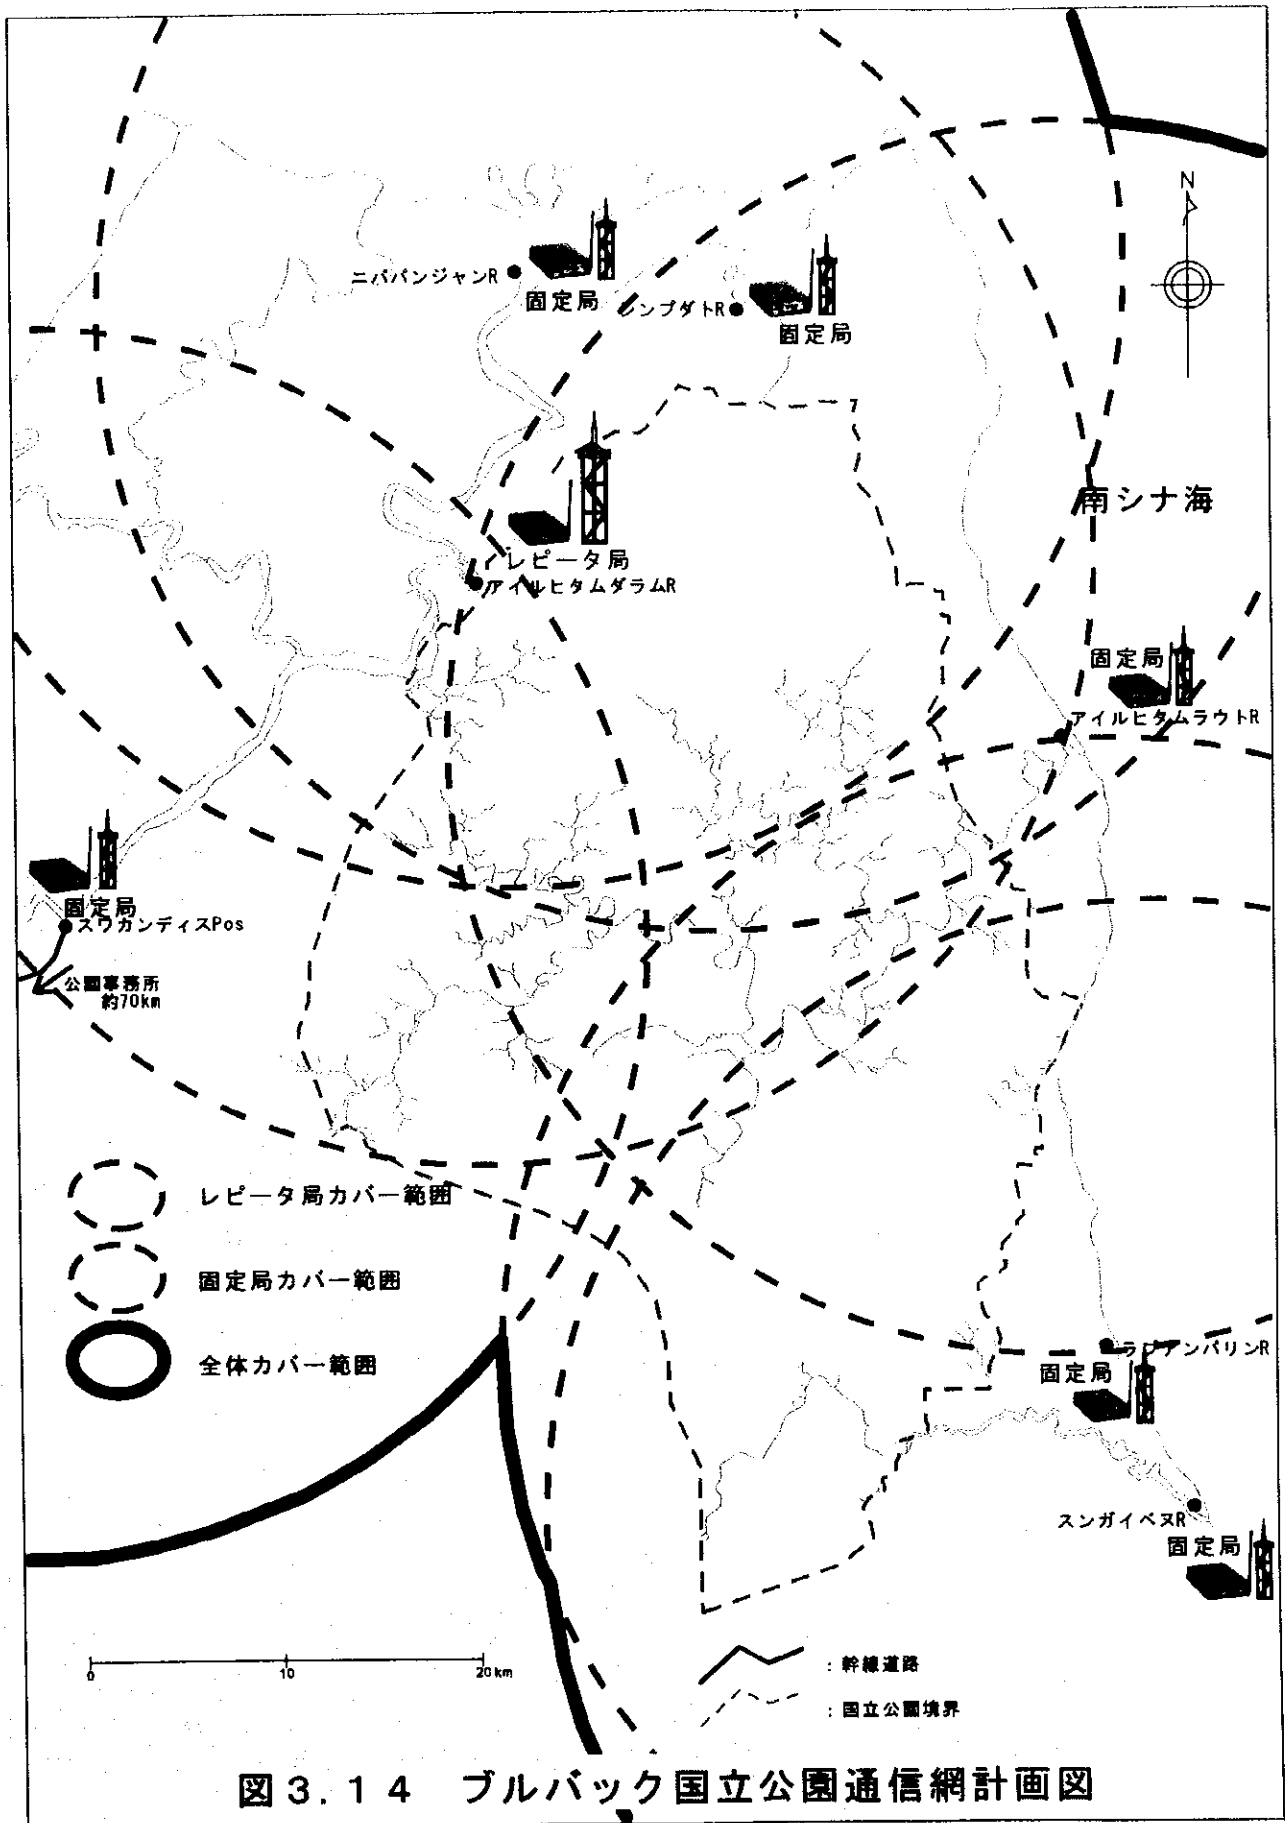 N
ニパパンジャンR
固定局
シンブダトR
固定局
南シナ海
レピータ局
アイルヒタムダラムR
固定局
アイルヒタムラウトR
固定局
スワカンディスPos
公園事務所
約70km
レピータ局カバー範囲
固定局カバー範囲
全体カバー範囲
固定局
スンガイベヌR
固定局
0 10 20km
：幹線道路
：国立公園境界
図3.14 ブルバック国立公園通信網計画図